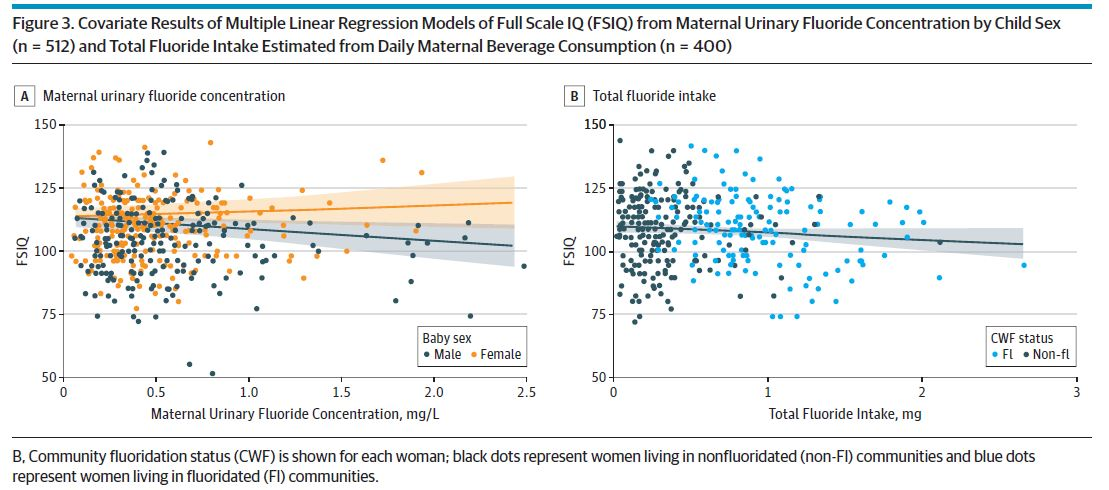 Figure 3. Covariate Results of Multiple Linear Regression Models of Full Scale IQ (FSIQ) from Maternal Urinary Fluoride Concentration by Child Sex
(n = 512) and Total Fluoride Intake Estimated from Daily Maternal Beverage Consumption (n = 400)
A Maternal urinary fluoride concentration
150
125
100
75
50
FSIQ
0 0.5 1.0 1.5 2.0 2.5
Maternal Urinary Fluoride Concentration, mg/L
Baby sex
Male Female
B Total fluoride intake
150
125
100
75
50
FSIQ
0 1 2 3
Total Fluoride Intake, mg
CWF status
Fl Non-fl
B, Community fluoridation status (CWF) is shown for each woman; black dots represent women living in nonfluoridated (non-Fl) communities and blue dots
represent women living in fluoridated (Fl) communities.